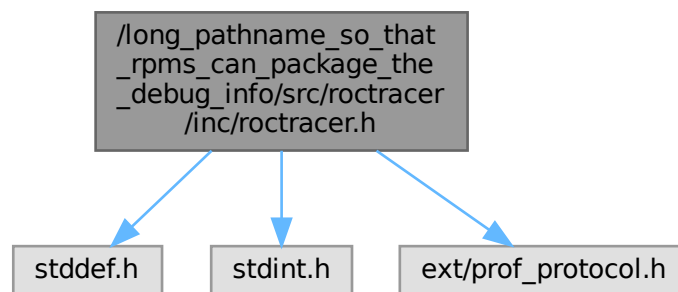 /long_pathname_so_that
_rpms_can_package_the
_debug_info/src/roctracer
/inc/roctracer.h
stddef.h
stdint.h
ext/prof_protocol.h